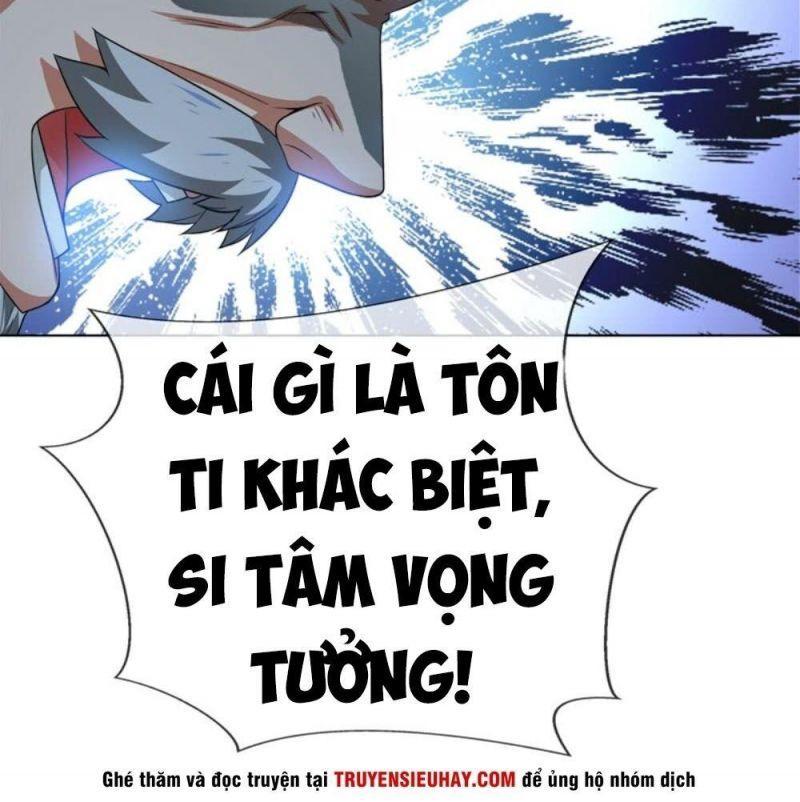 CÁI GÌ LÀ TÔN
TI KHÁC BIỆT,
SI TÂM VỌNG
TƯỞNG!
Ghé thăm và đọc truyện tại TRUYENSIEUHAY.COM để ủng hộ nhóm dịch